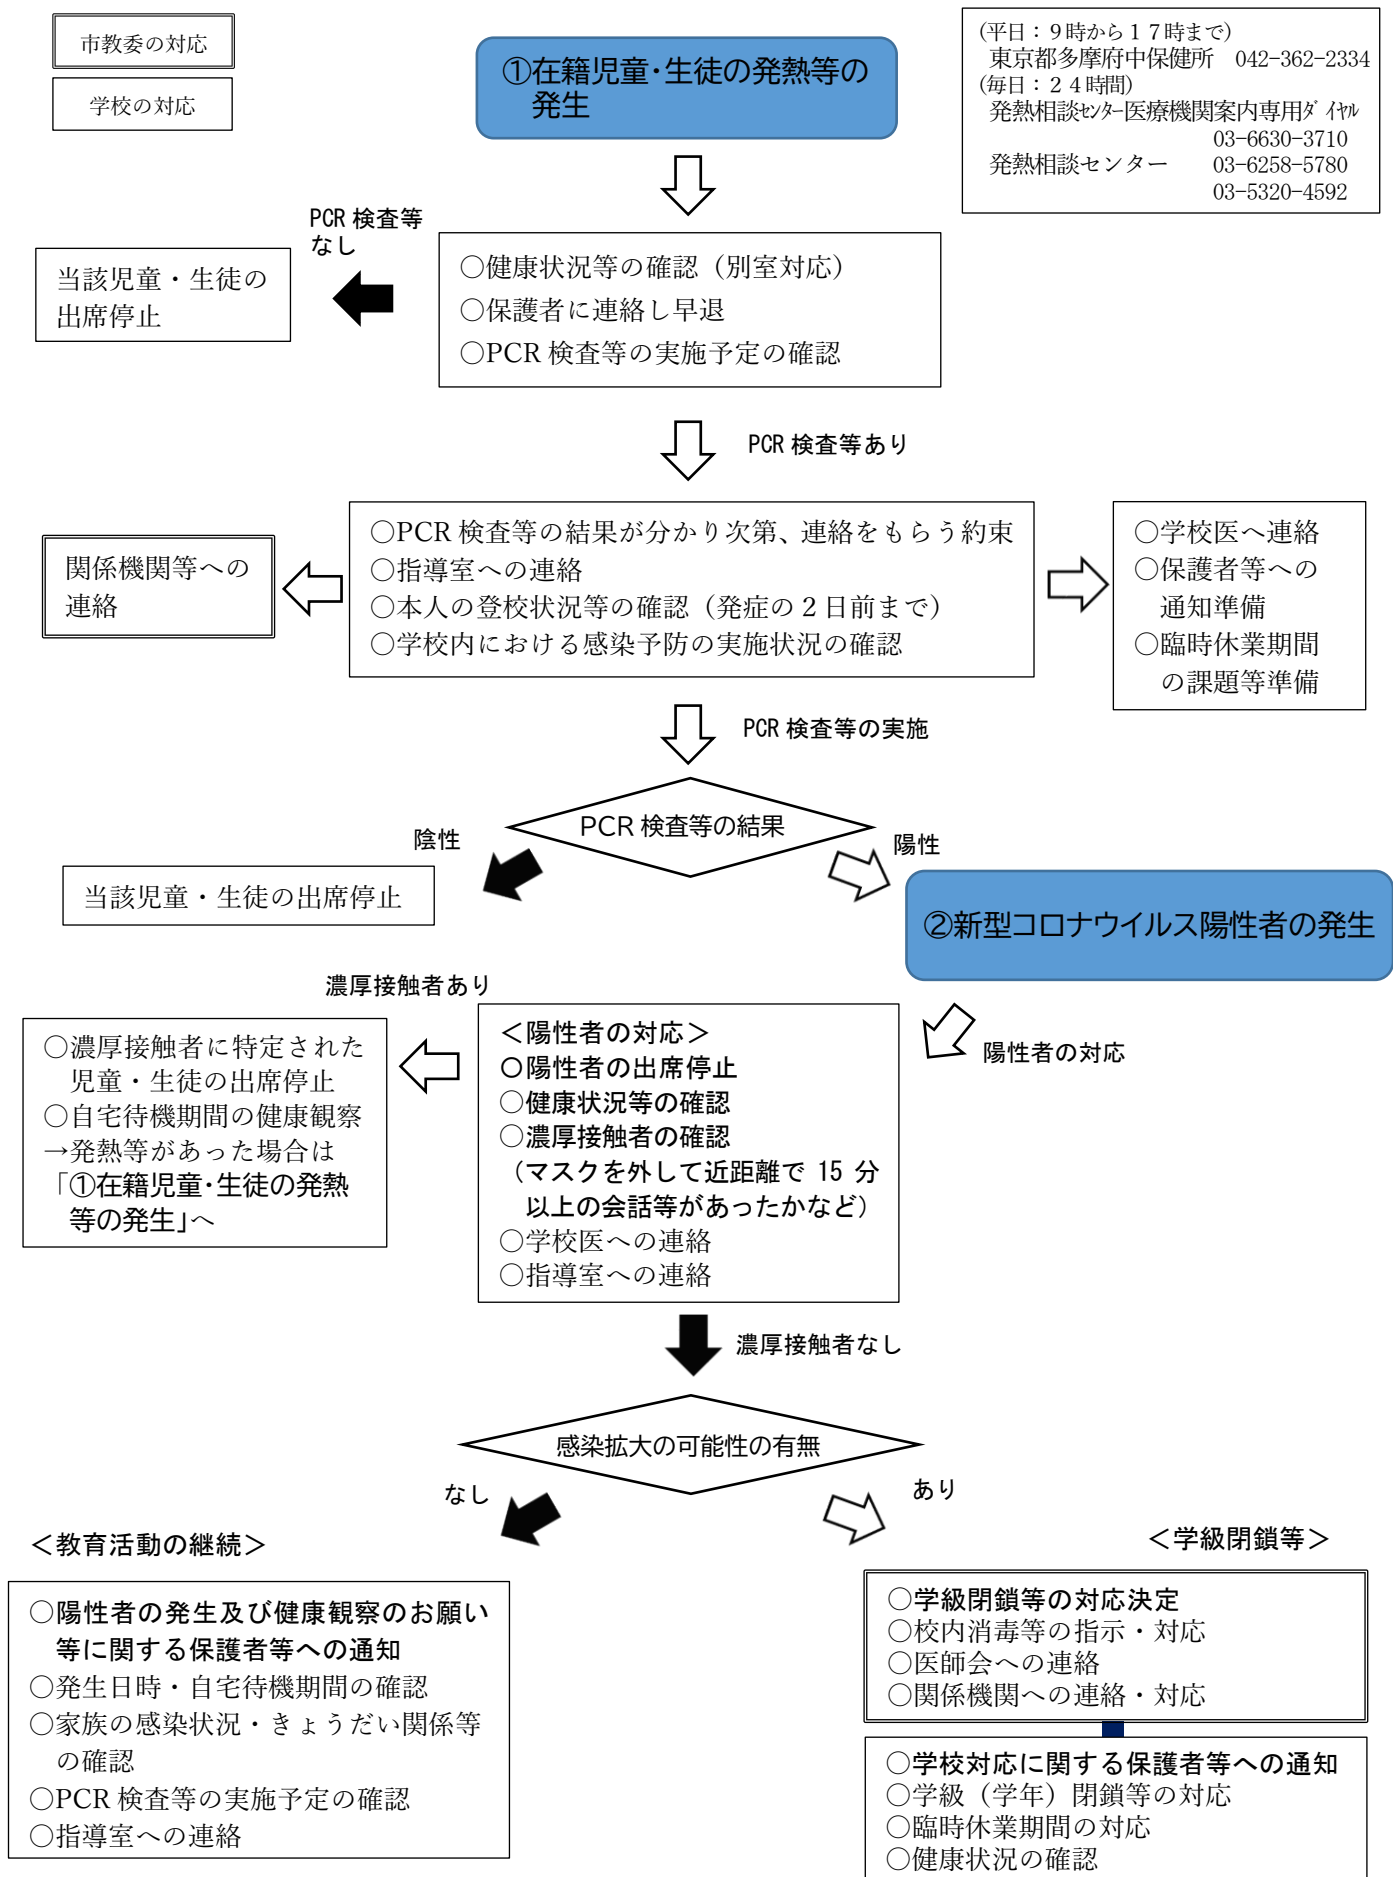 市教委の対応
学校の対応
①在籍児童・生徒の発熱等の
発生
(平日：９時から１７時まで)
東京都多摩府中保健所　042-362-2334
(毎日：２４時間)
発熱相談ｾﾝﾀｰ医療機関案内専用ﾀﾞｲﾔﾙ
03-6630-3710
発熱相談センター　03-6258-5780
03-5320-4592
PCR 検査等
なし
当該児童・生徒の
出席停止
○健康状況等の確認（別室対応）
○保護者に連絡し早退
○PCR 検査等の実施予定の確認
PCR 検査等あり
関係機関等への
連絡
○PCR 検査等の結果が分かり次第、連絡をもらう約束
○指導室への連絡
○本人の登校状況等の確認（発症の２日前まで）
○学校内における感染予防の実施状況の確認
○学校医へ連絡
○保護者等への
通知準備
○臨時休業期間
の課題等準備
PCR 検査等の実施
PCR 検査等の結果
陰性
陽性
当該児童・生徒の出席停止
②新型コロナウイルス陽性者の発生
濃厚接触者あり
陽性者の対応
○濃厚接触者に特定された
児童・生徒の出席停止
○自宅待機期間の健康観察
→発熱等があった場合は
「①在籍児童・生徒の発熱
等の発生」へ
＜陽性者の対応＞
○陽性者の出席停止
○健康状況等の確認
○濃厚接触者の確認
（マスクを外して近距離で 15 分
以上の会話等があったかなど）
○学校医への連絡
○指導室への連絡
濃厚接触者なし
感染拡大の可能性の有無
なし
あり
＜教育活動の継続＞
＜学級閉鎖等＞
○陽性者の発生及び健康観察のお願い
等に関する保護者等への通知
○発生日時・自宅待機期間の確認
○家族の感染状況・きょうだい関係等
の確認
○PCR 検査等の実施予定の確認
○指導室への連絡
○学級閉鎖等の対応決定
○校内消毒等の指示・対応
○医師会への連絡
○関係機関への連絡・対応
○学校対応に関する保護者等への通知
○学級（学年）閉鎖等の対応
○臨時休業期間の対応
○健康状況の確認